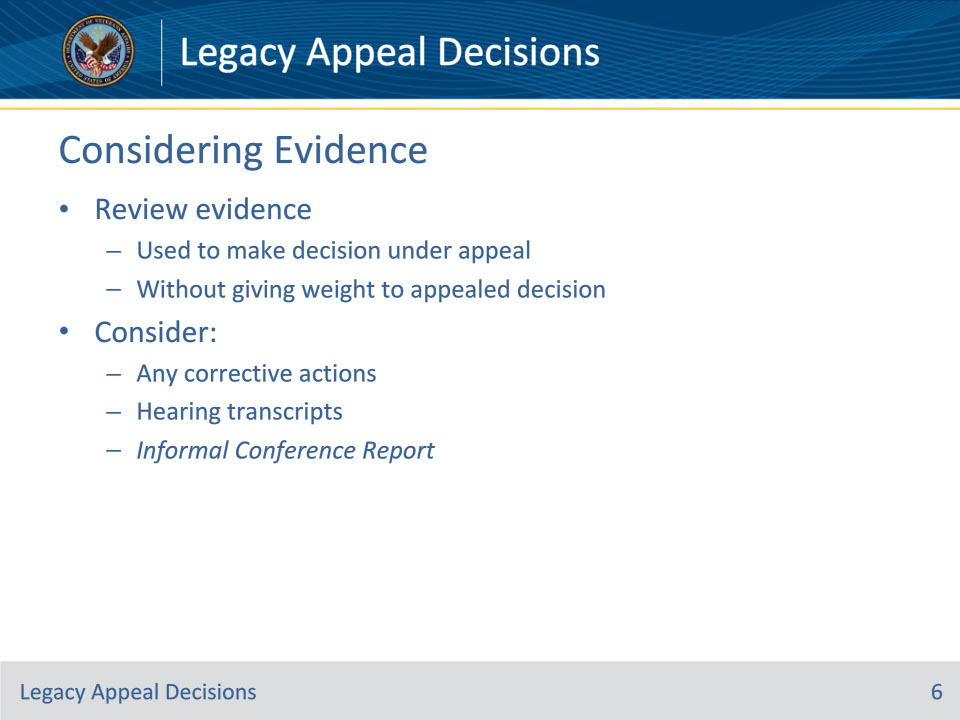 Legacy Appeal Decisions
Considering Evidence
• Review evidence
– Used to make decision under appeal
– Without giving weight to appealed decision
• Consider:
– Any corrective actions
– Hearing transcripts
– Informal Conference Report
Legacy Appeal Decisions
6